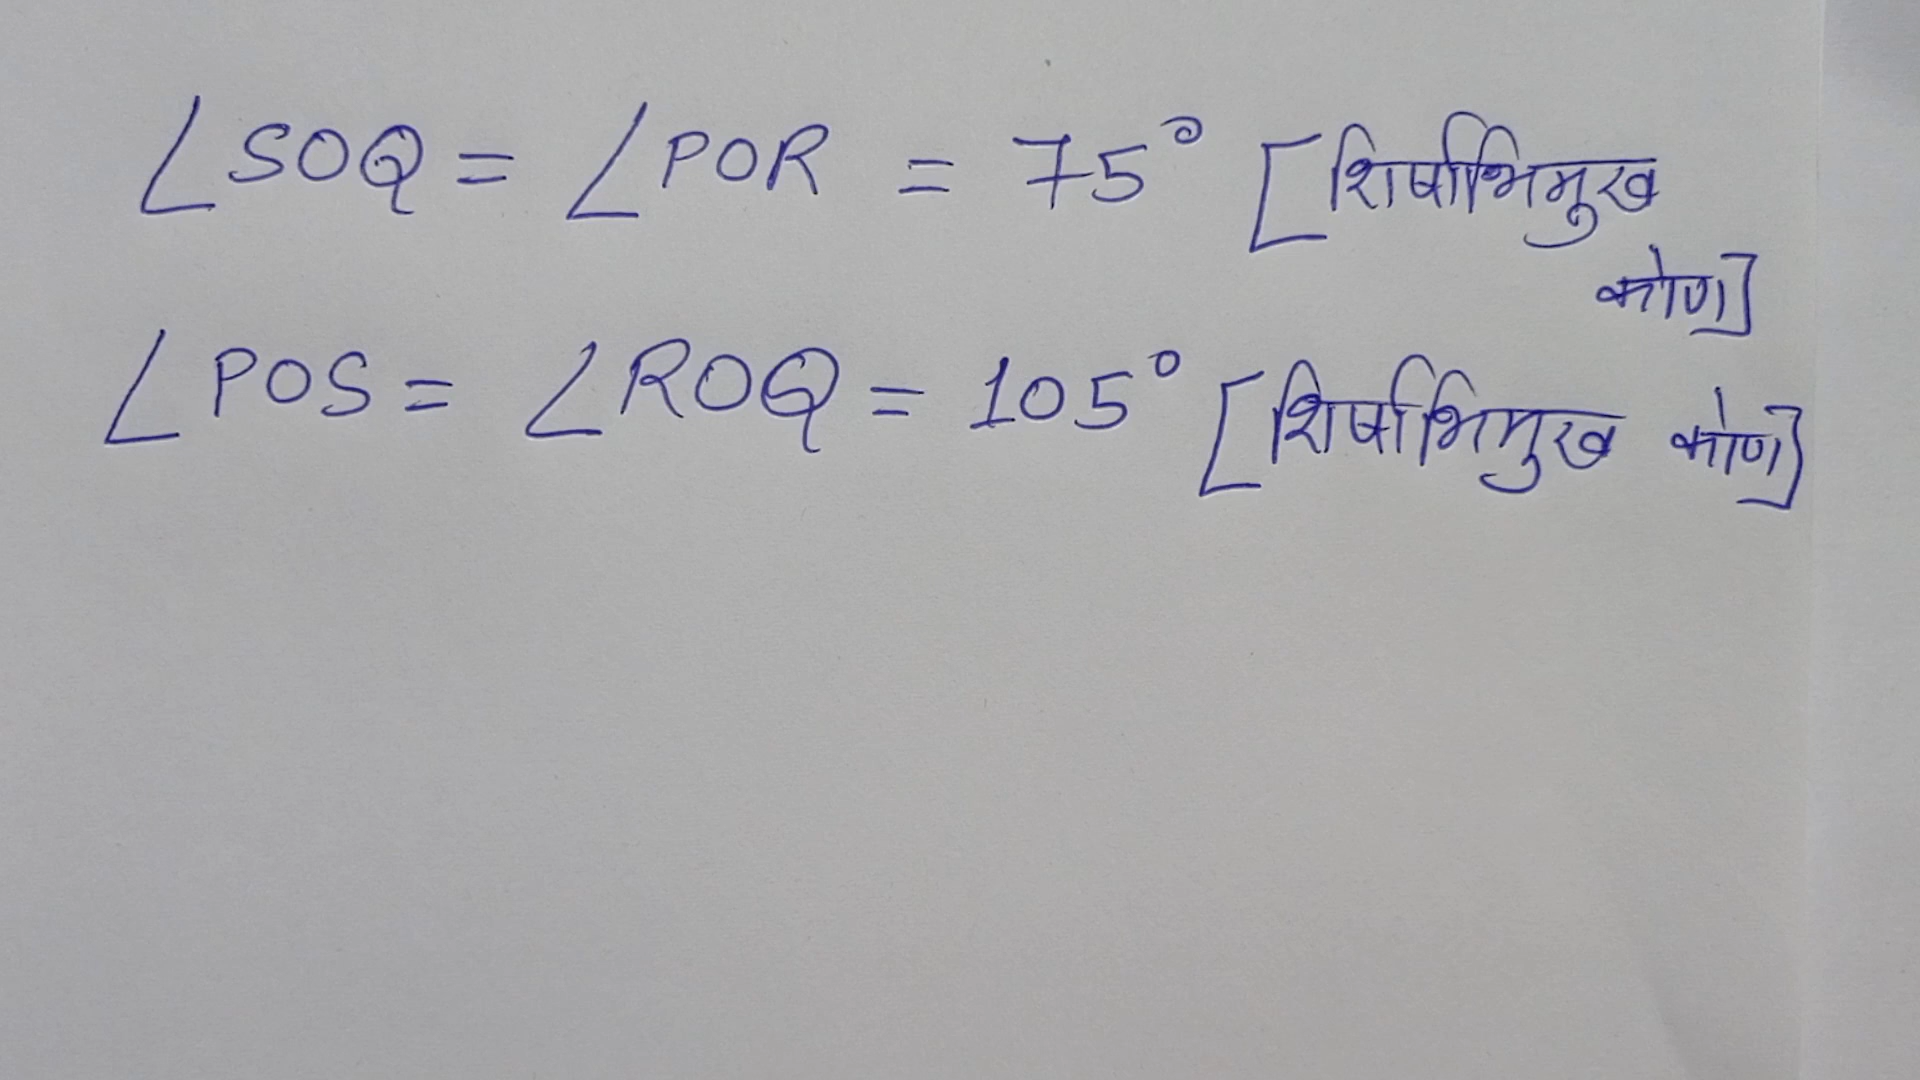 ∠SOQ = ∠POR = 75° [शिर्षाभिमुख
कोण]
∠POS = ∠ROQ = 105° [शिर्षाभिमुख कोण]